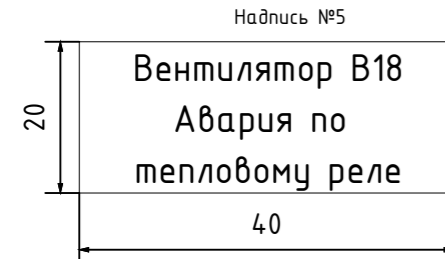 Надпись №5
Вентилятор В18
Авария по
тепловому реле
20
40